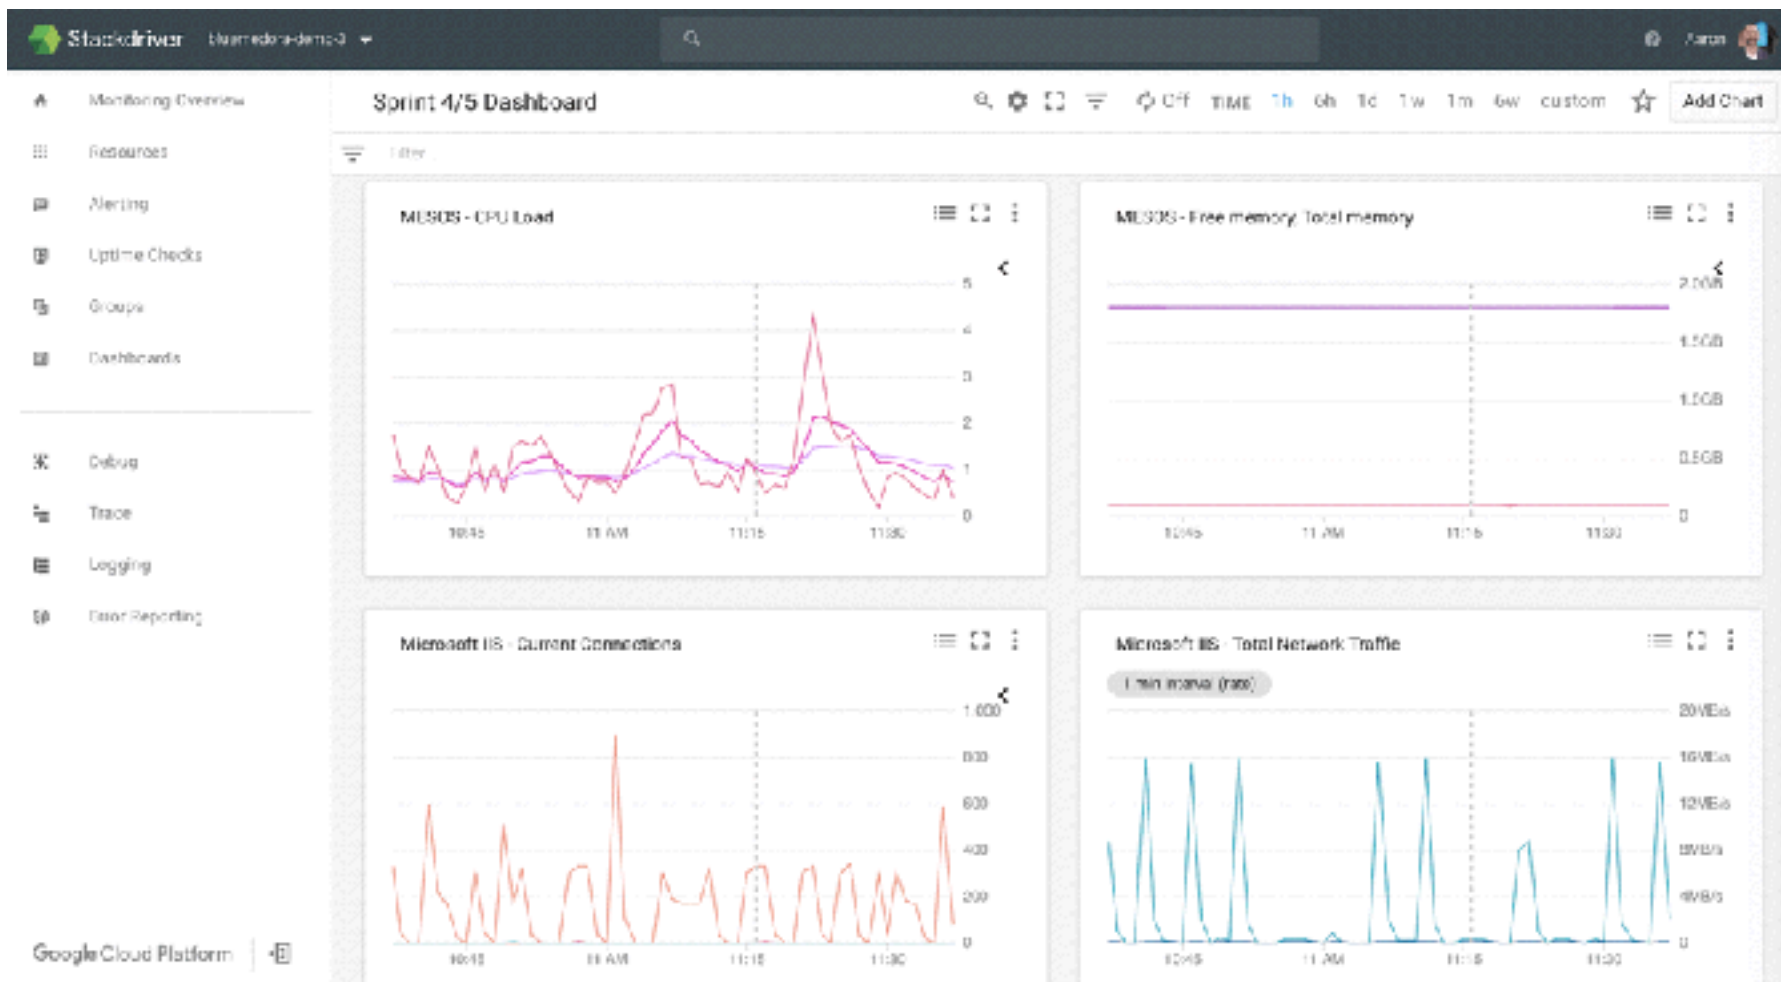 Stackdriver bluemedora-demo-3
Aaron
Monitoring Overview
Resources
Alerting
Uptime Checks
Groups
Dashboards
Debug
Trace
Logging
Error Reporting
Google Cloud Platform
Sprint 4/5 Dashboard
Off TIME 1h 6h 1d 1w 1m 6w custom Add Chart
Filter...
MESOS - CPU Load
5
4
3
2
1
0
10:45 11 AM 11:15 11:30
MESOS - Free memory, Total memory
2.0GB
1.5GB
1.0GB
0.5GB
0
10:45 11 AM 11:15 11:30
Microsoft IIS - Current Connections
1.000
800
600
400
200
0
10:45 11 AM 11:15 11:30
Microsoft IIS - Total Network Traffic
1 min interval (rate)
20MB/s
16MB/s
12MB/s
8MB/s
4MB/s
0
10:45 11 AM 11:15 11:30